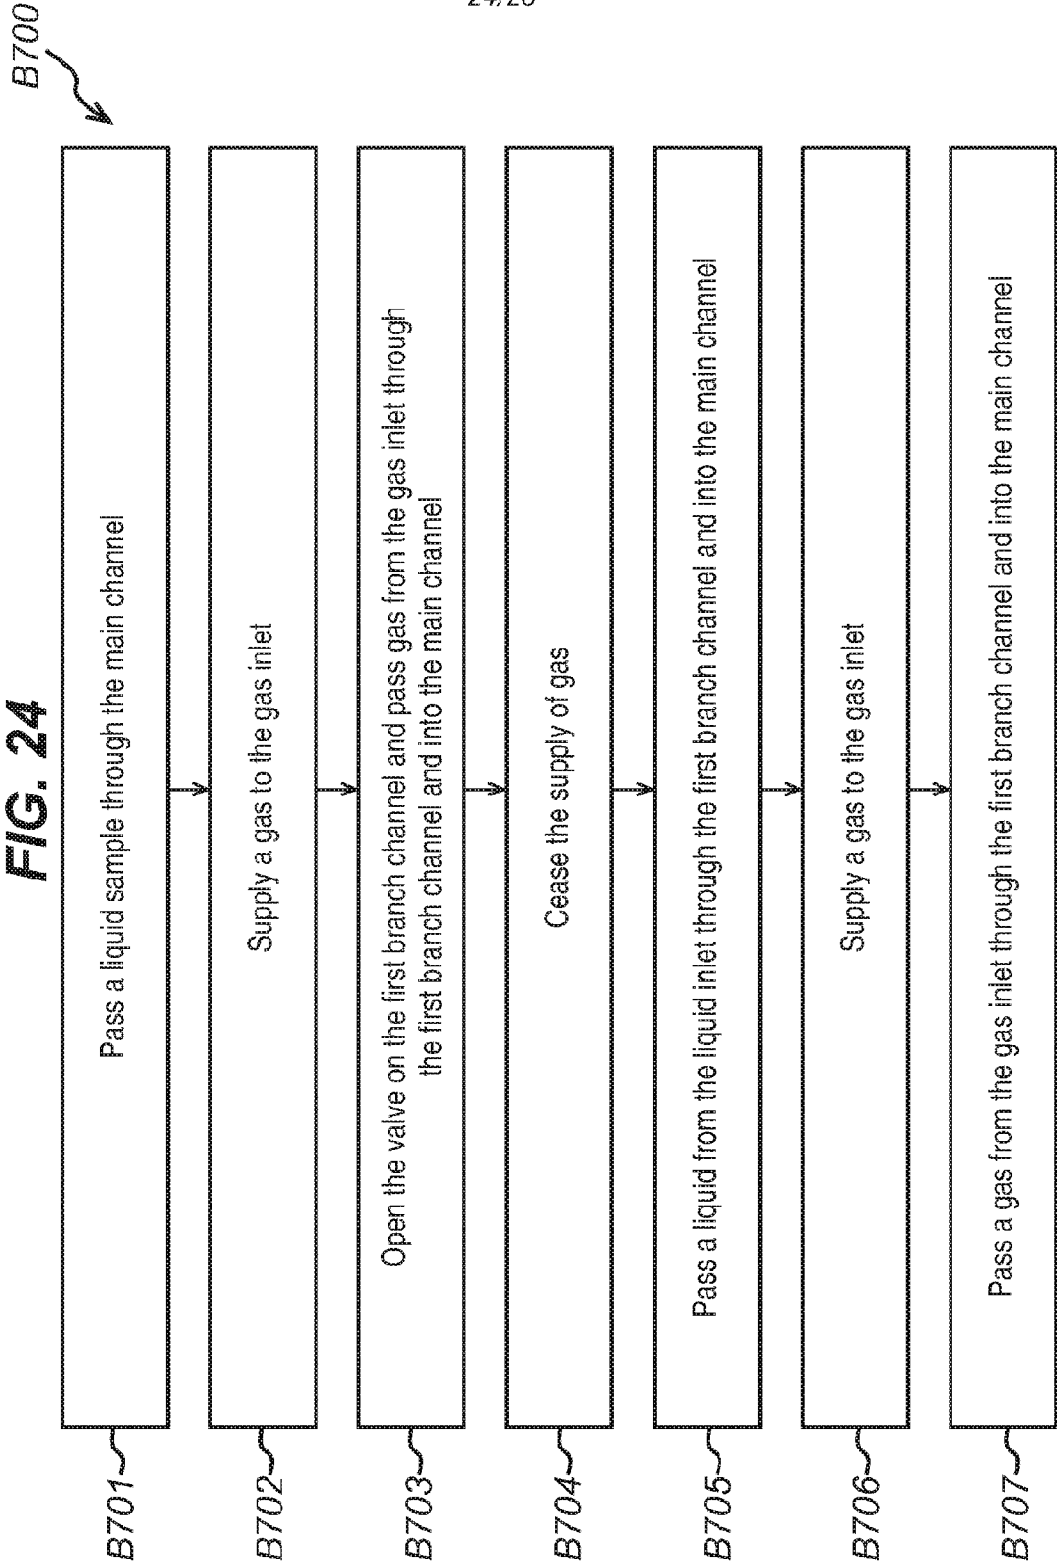 FIG. 24
B700
B701
Pass a liquid sample through the main channel
B702
Supply a gas to the gas inlet
B703
Open the valve on the first branch channel and pass gas from the gas inlet through
the first branch channel and into the main channel
B704
Cease the supply of gas
B705
Pass a liquid from the liquid inlet through the first branch channel and into the main channel
B706
Supply a gas to the gas inlet
B707
Pass a gas from the gas inlet through the first branch channel and into the main channel